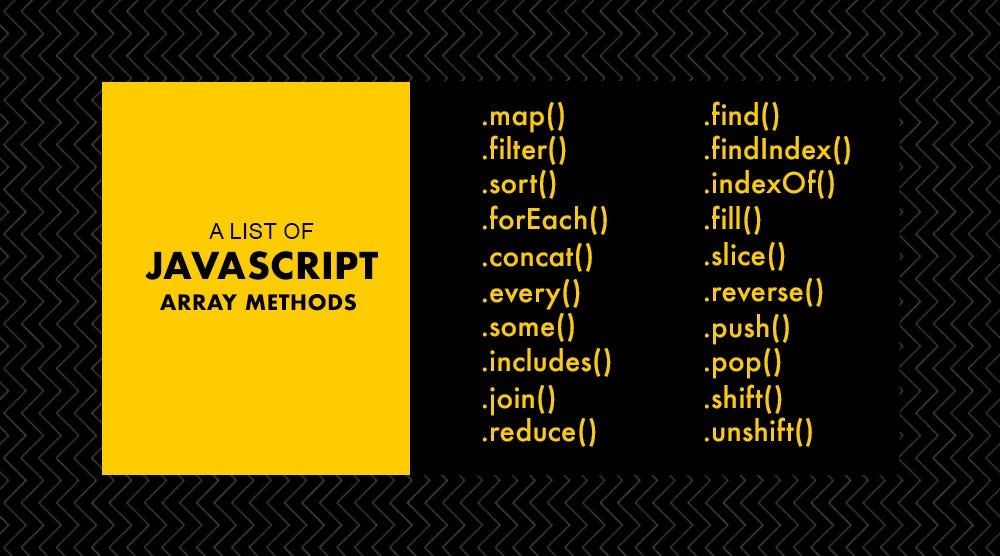 A LIST OF
JAVASCRIPT
ARRAY METHODS
.map()
.filter()
.sort()
.forEach()
.concat()
.every()
.some()
.includes()
.join()
.reduce()
.find()
.findIndex()
.indexOf()
.fill()
.slice()
.reverse()
.push()
.pop()
.shift()
.unshift()